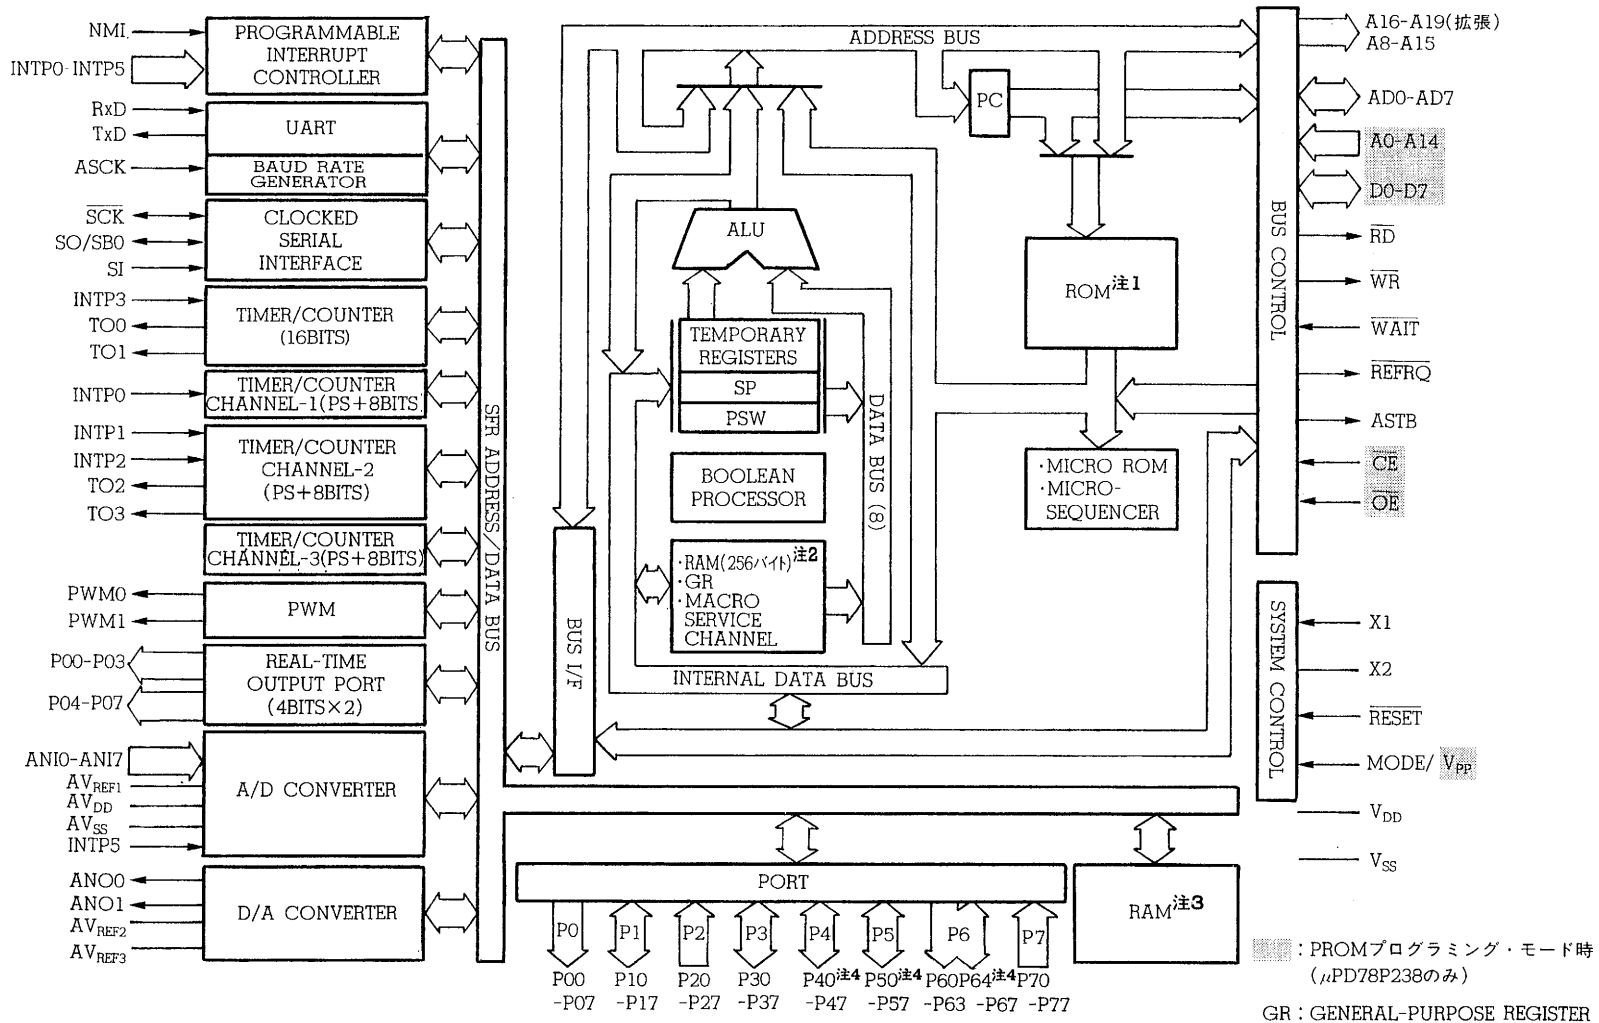 NMI
INTP0-INTP5
PROGRAMMABLE
INTERRUPT
CONTROLLER
RxD
TxD
ASCK
UART
BAUD RATE
GENERATOR
S̅C̅K̅
SO/SB0
SI
CLOCKED
SERIAL
INTERFACE
INTP3
TO0
TO1
TIMER/COUNTER
(16BITS)
INTP0
TIMER/COUNTER
CHANNEL-1(PS+8BITS
INTP1
INTP2
TO2
TO3
TIMER/COUNTER
CHANNEL-2
(PS+8BITS)
TIMER/COUNTER
CHANNEL-3(PS+8BITS)
PWM0
PWM1
PWM
P00-P03
P04-P07
REAL-TIME
OUTPUT PORT
(4BITS×2)
ANI0-ANI7
AVREF1
AVDD
AVSS
INTP5
A/D CONVERTER
ANO0
ANO1
AVREF2
AVREF3
D/A CONVERTER
SFR ADDRESS/DATA BUS
BUS I/F
ADDRESS BUS
PC
ALU
TEMPORARY
REGISTERS
SP
PSW
BOOLEAN
PROCESSOR
・RAM(256バイト)注2
・GR
・MACRO
SERVICE
CHANNEL
DATA BUS (8)
INTERNAL DATA BUS
ROM注1
・MICRO ROM
・MICRO-
SEQUENCER
BUS CONTROL
A16-A19(拡張)
A8-A15
AD0-AD7
A0-A14
D0-D7
R̅D̅
W̅R̅
W̅A̅I̅T̅
R̅E̅F̅R̅Q̅
ASTB
C̅E̅
O̅E̅
SYSTEM CONTROL
X1
X2
R̅E̅S̅E̅T̅
MODE/ VPP
VDD
VSS
PORT
P0 P1 P2 P3 P4 P5 P6 P7
P00 P10 P20 P30 P40注4 P50注4 P60 P64注4 P70
-P07 -P17 -P27 -P37 -P47 -P57 -P63 -P67 -P77
RAM注3
：PROMプログラミング・モード時
(μPD78P238のみ)
GR：GENERAL-PURPOSE REGISTER